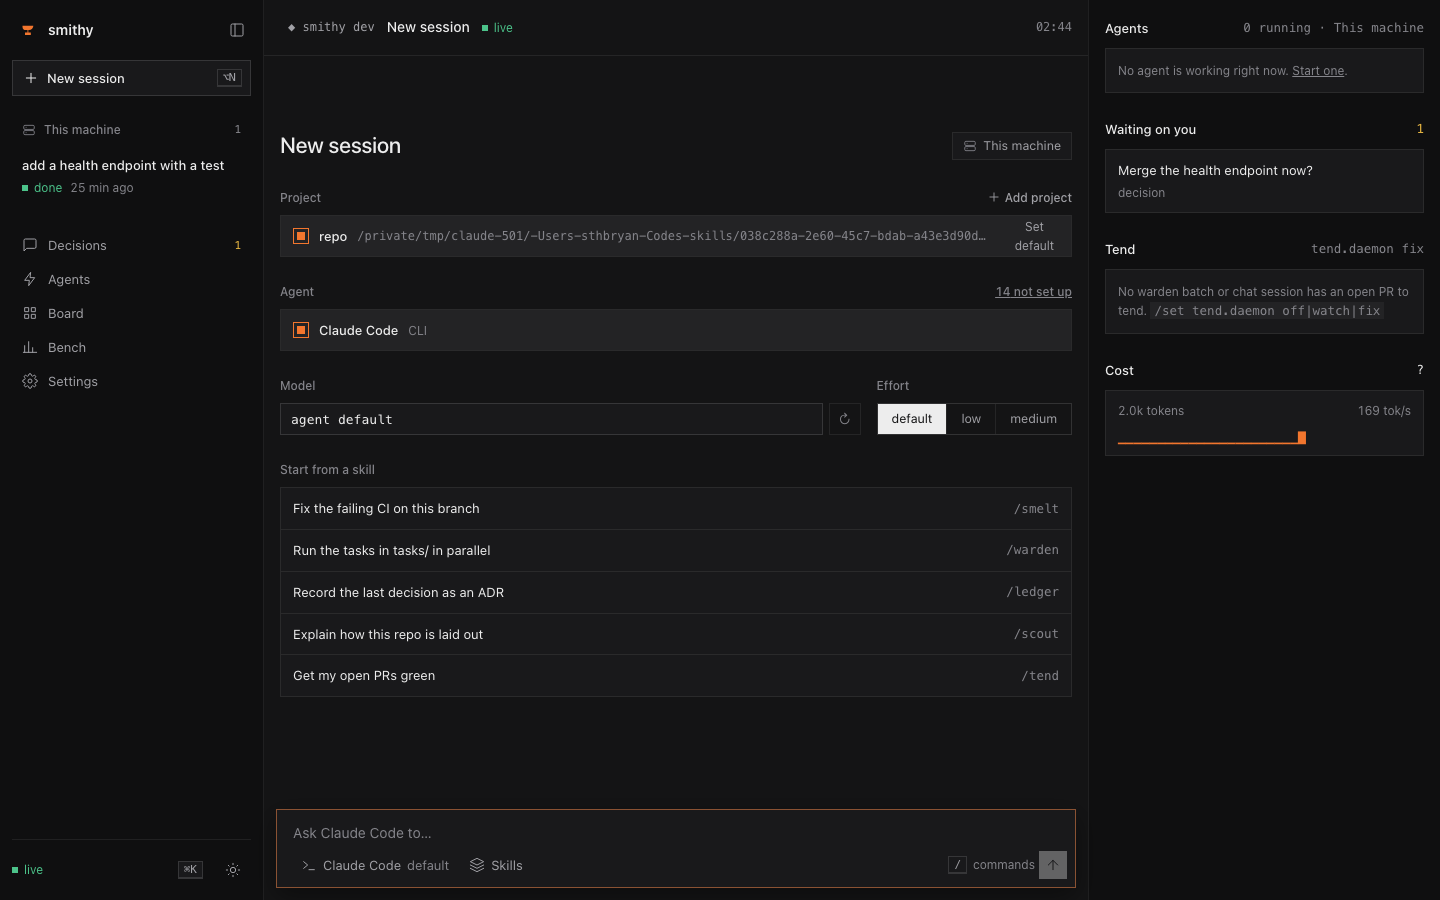 smithy
New session ⌥N
This machine 1
add a health endpoint with a test
done 25 min ago
Decisions 1
Agents
Board
Bench
Settings
live ⌘K
◆ smithy dev New session live 02:44
New session This machine
Project + Add project
repo /private/tmp/claude-501/-Users-sthbryan-Codes-skills/038c288a-2e60-45c7-bdab-a43e3d90d… Set default
Agent 14 not set up
Claude Code CLI
Model Effort
agent default default low medium
Start from a skill
Fix the failing CI on this branch /smelt
Run the tasks in tasks/ in parallel /warden
Record the last decision as an ADR /ledger
Explain how this repo is laid out /scout
Get my open PRs green /tend
Ask Claude Code to...
Claude Code default Skills / commands
Agents 0 running · This machine
No agent is working right now. Start one.
Waiting on you 1
Merge the health endpoint now?
decision
Tend tend.daemon fix
No warden batch or chat session has an open PR to
tend. /set tend.daemon off|watch|fix
Cost ?
2.0k tokens 169 tok/s